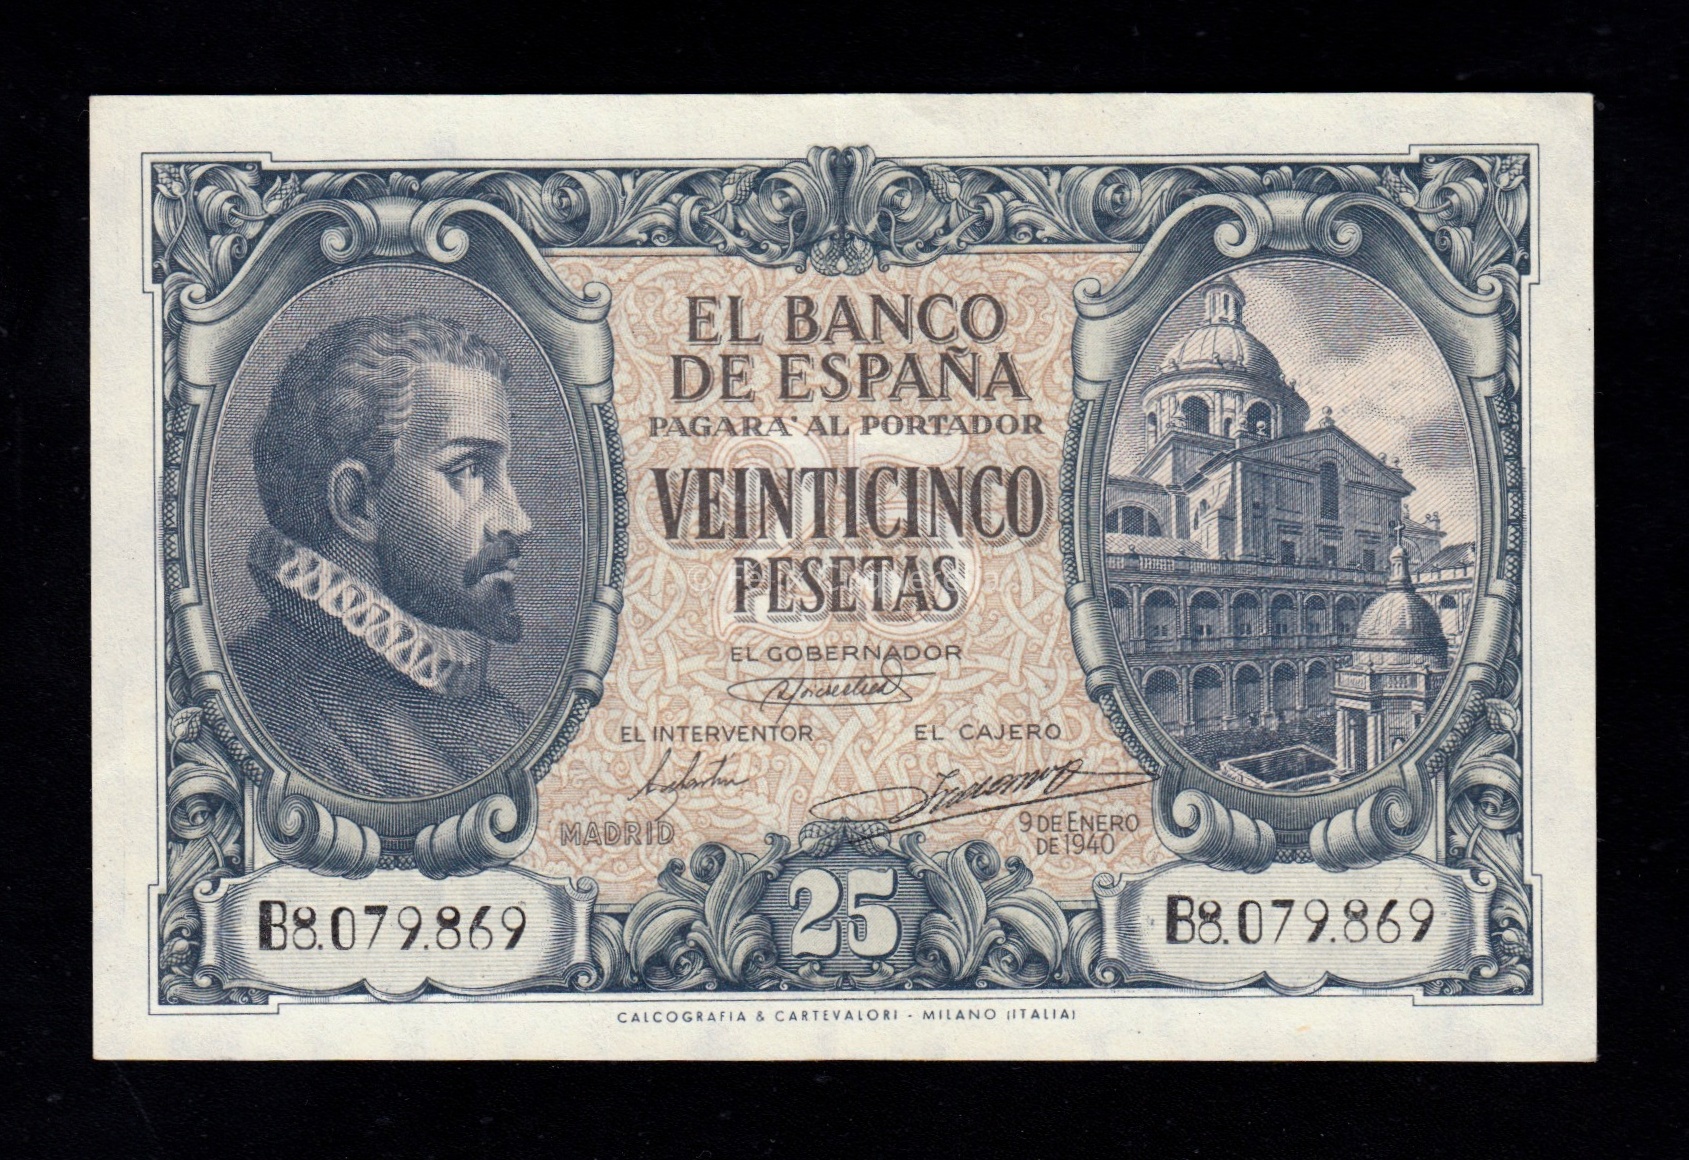 EL BANCO
DE ESPAÑA
PAGARÁ AL PORTADOR
VEINTICINCO
PESETAS
EL GOBERNADOR
EL INTERVENTOR
EL CAJERO
MADRID
9 DE ENERO
DE 1940
25
B8.079.869
B8.079.869
CALCOGRAFIA & CARTEVALORI - MILANO (ITALIA)